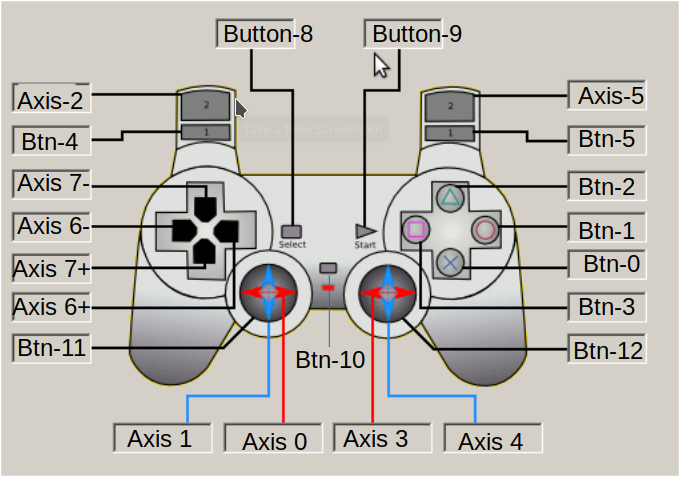 Button-8
Button-9
Axis-2
2
2
Axis-5
Take a New Screenshot
Btn-4
1
1
Btn-5
Axis 7-
Btn-2
Axis 6-
Btn-1
Select
Start
Axis 7+
Btn-0
Axis 6+
Btn-3
Btn-11
Btn-10
Btn-12
Axis 1
Axis 0
Axis 3
Axis 4